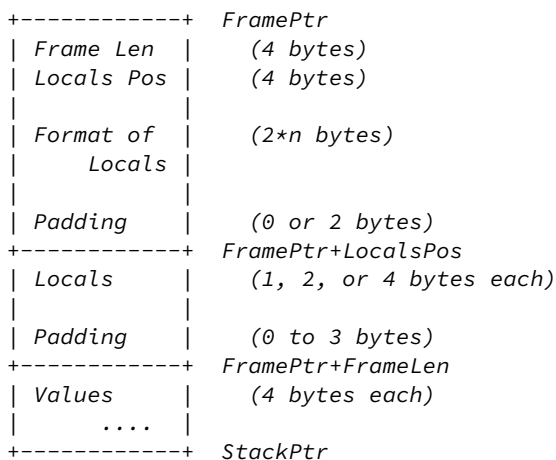 +------------+ FramePtr
| Frame Len  |   (4 bytes)
| Locals Pos |   (4 bytes)
|            |
| Format of  |   (2*n bytes)
|     Locals |
|            |
| Padding    |   (0 or 2 bytes)
+------------+ FramePtr+LocalsPos
| Locals     |   (1, 2, or 4 bytes each)
|            |
| Padding    |   (0 to 3 bytes)
+------------+ FramePtr+FrameLen
| Values     |   (4 bytes each)
|      ....  |
+------------+ StackPtr